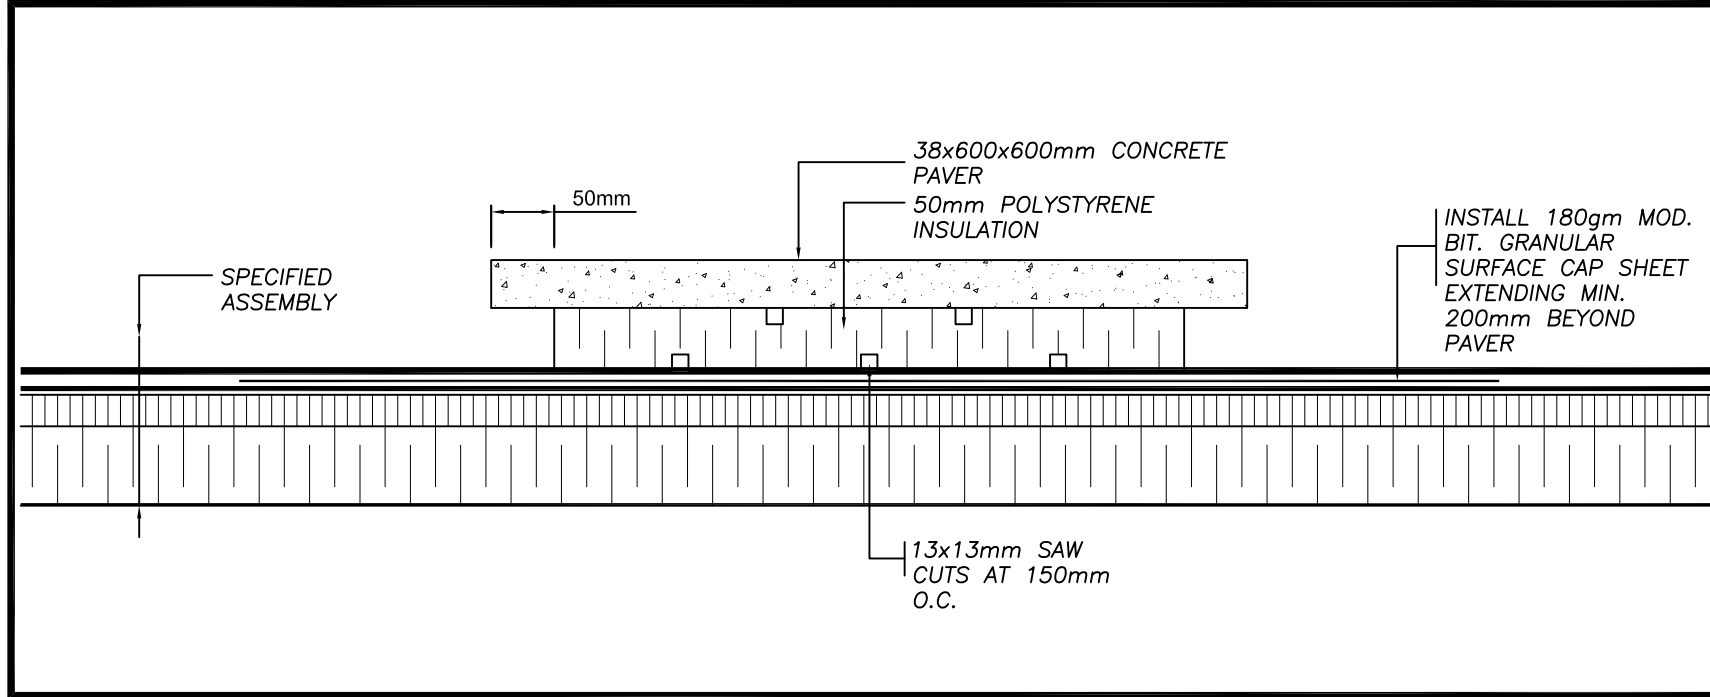 38x600x600mm CONCRETE
PAVER
50mm
50mm POLYSTYRENE
INSULATION
INSTALL 180gm MOD.
BIT. GRANULAR
SURFACE CAP SHEET
EXTENDING MIN.
200mm BEYOND
PAVER
SPECIFIED
ASSEMBLY
13x13mm SAW
CUTS AT 150mm
O.C.